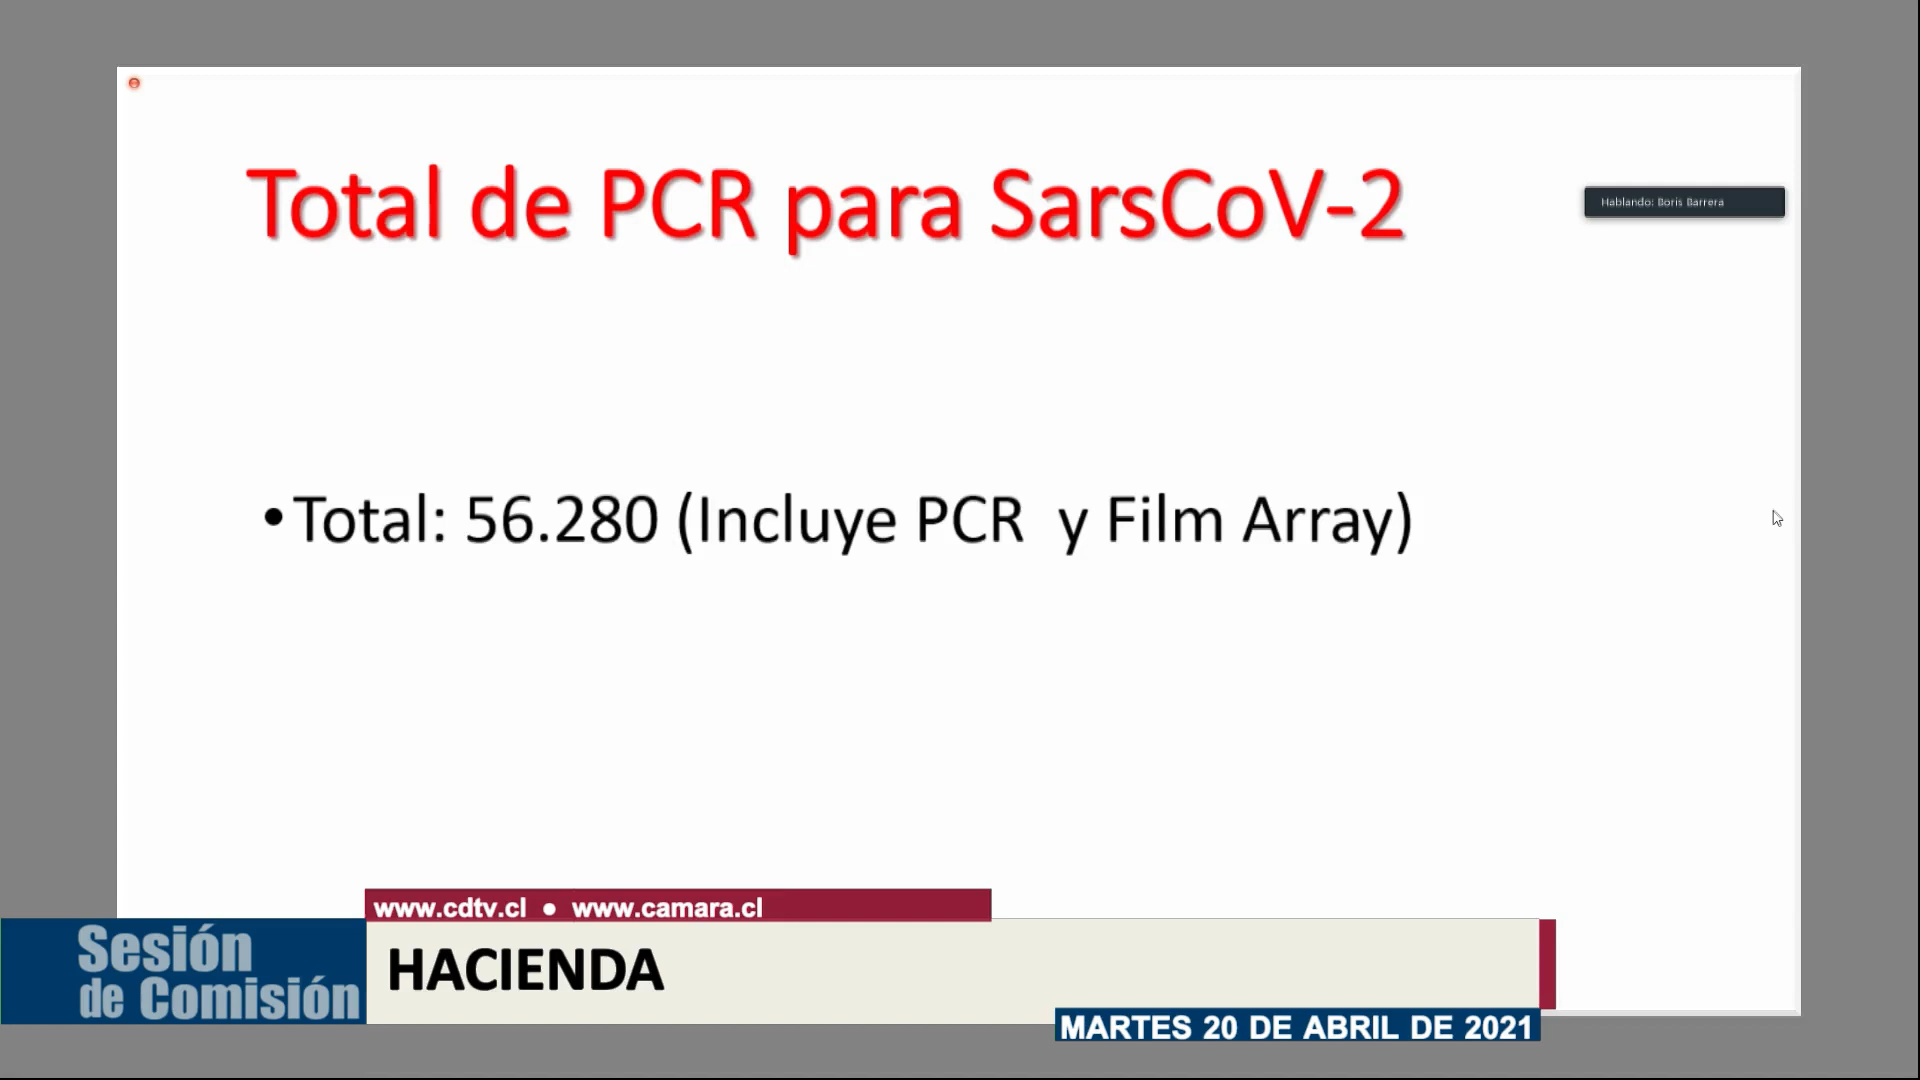 Total de PCR para SarsCoV-2
Hablando: Boris Barrera
•Total: 56.280 (Incluye PCR y Film Array)
www.cdtv.cl ● www.camara.cl
Sesión
de Comisión
HACIENDA
MARTES 20 DE ABRIL DE 2021